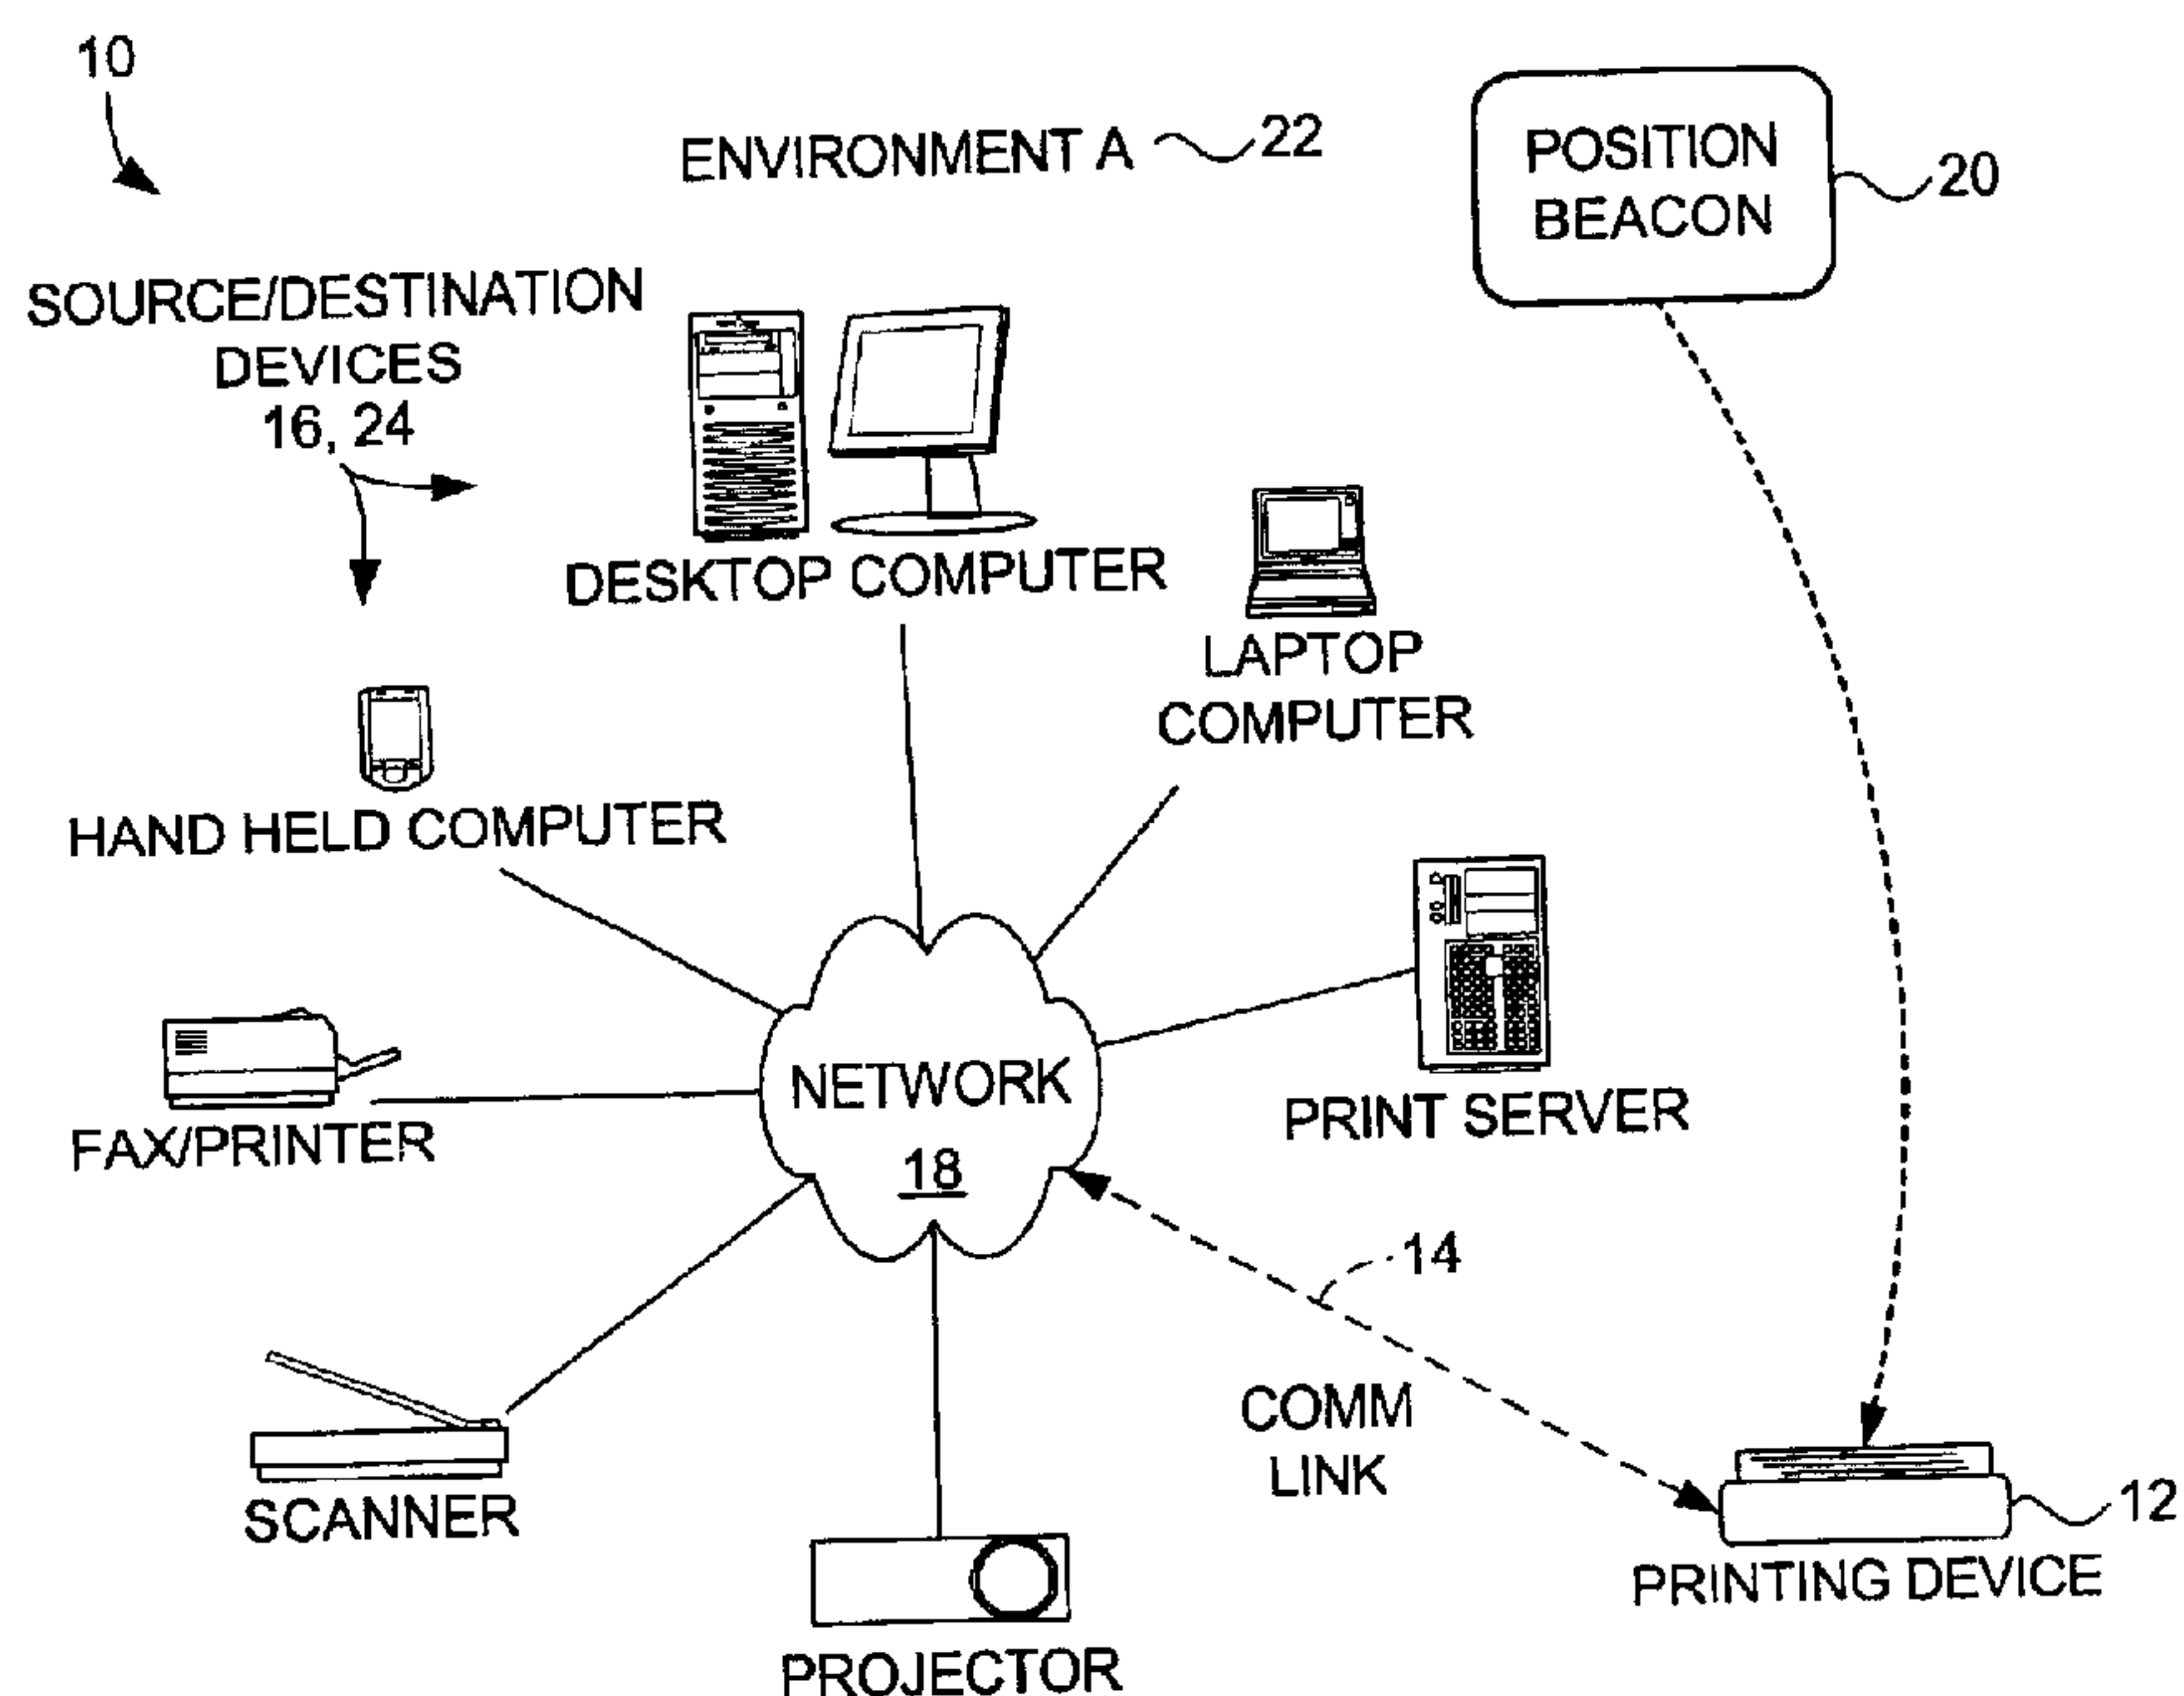 10
ENVIRONMENT A
22
POSITION
BEACON
20
SOURCE/DESTINATION
DEVICES
16, 24
DESKTOP COMPUTER
LAPTOP
COMPUTER
HAND HELD COMPUTER
NETWORK
18
PRINT SERVER
FAX/PRINTER
14
COMM
LINK
SCANNER
12
PRINTING DEVICE
PROJECTOR